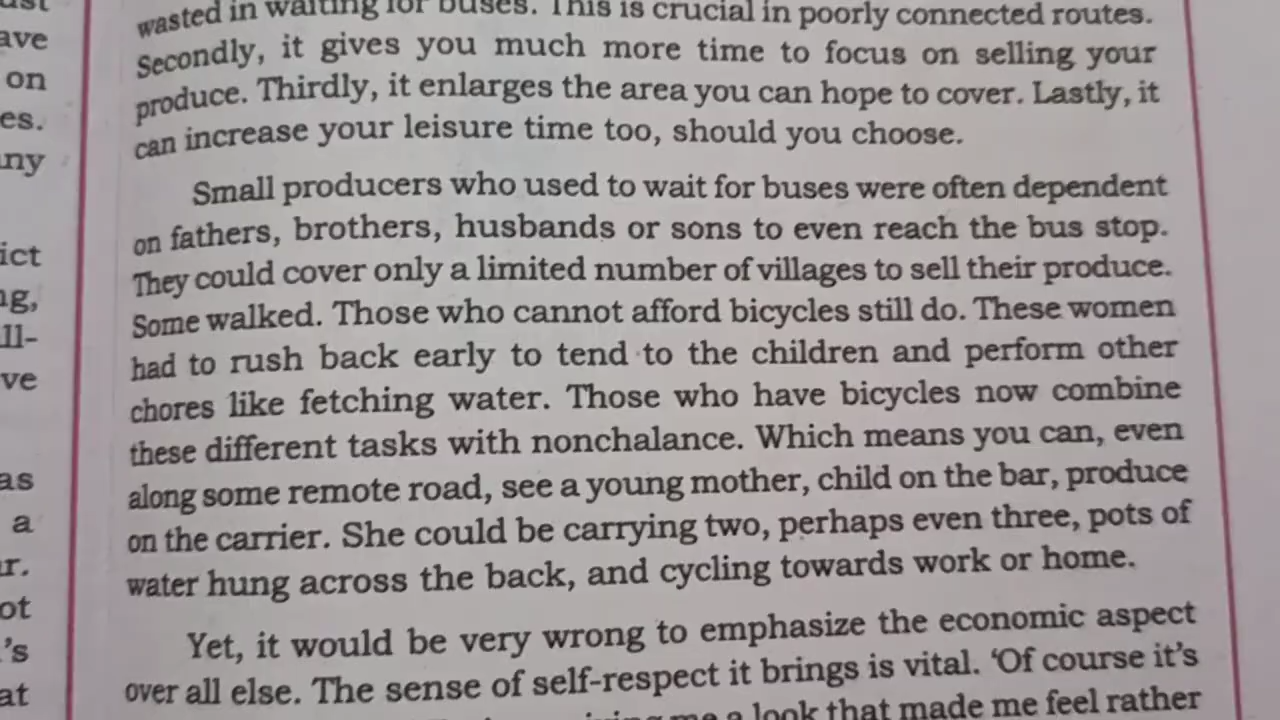 ave
on
es.
ny
ict
ng,
ll-
ve
as
a
r.
ot
's
at
wasted in waiting for buses. This is crucial in poorly connected routes.
Secondly, it gives you much more time to focus on selling your
produce. Thirdly, it enlarges the area you can hope to cover. Lastly, it
can increase your leisure time too, should you choose.
Small producers who used to wait for buses were often dependent
on fathers, brothers, husbands or sons to even reach the bus stop.
They could cover only a limited number of villages to sell their produce.
Some walked. Those who cannot afford bicycles still do. These women
had to rush back early to tend to the children and perform other
chores like fetching water. Those who have bicycles now combine
these different tasks with nonchalance. Which means you can, even
along some remote road, see a young mother, child on the bar, produce
on the carrier. She could be carrying two, perhaps even three, pots of
water hung across the back, and cycling towards work or home.
Yet, it would be very wrong to emphasize the economic aspect
over all else. The sense of self-respect it brings is vital. ‘Of course it’s
me a look that made me feel rather